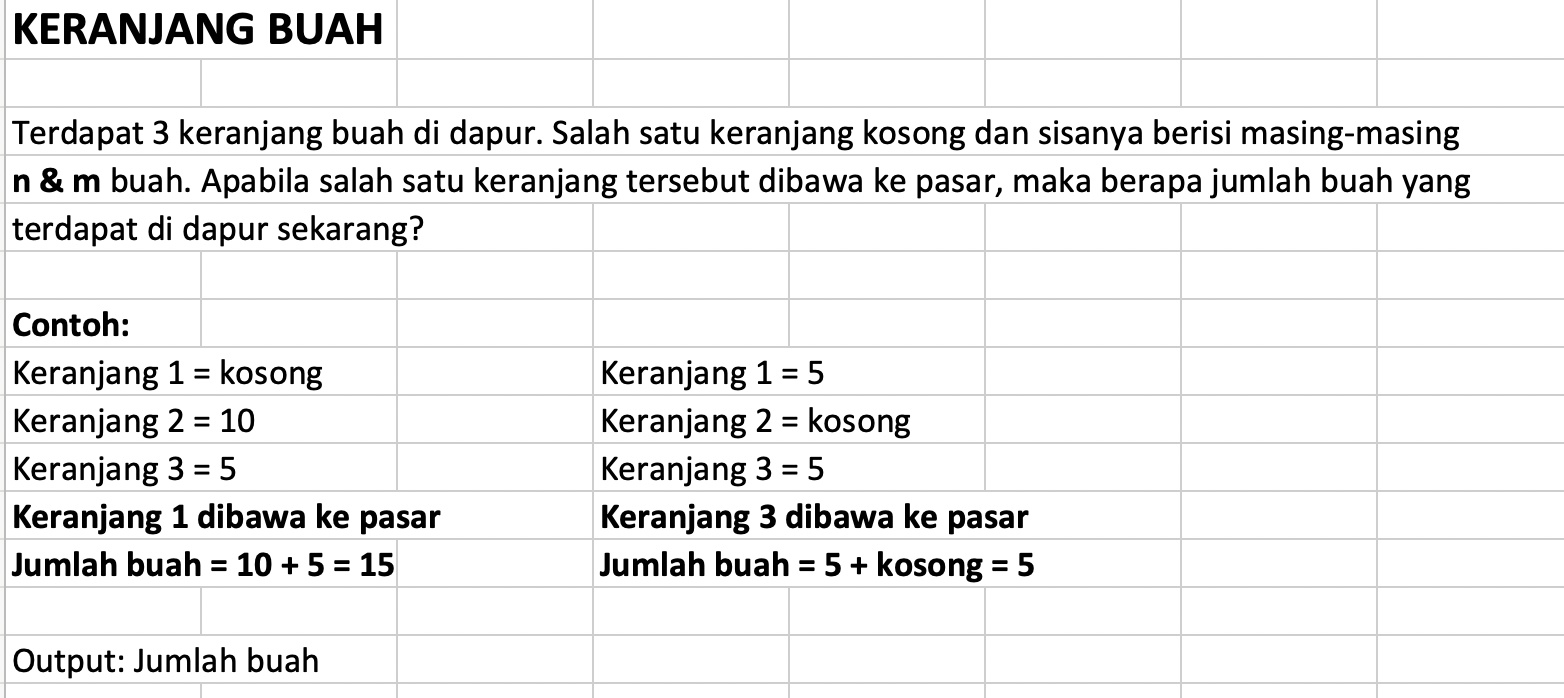 KERANJANG BUAH
Terdapat 3 keranjang buah di dapur. Salah satu keranjang kosong dan sisanya berisi masing-masing
n & m buah. Apabila salah satu keranjang tersebut dibawa ke pasar, maka berapa jumlah buah yang
terdapat di dapur sekarang?
Contoh:
Keranjang 1 = kosong
Keranjang 2 = 10
Keranjang 3 = 5
Keranjang 1 dibawa ke pasar
Jumlah buah = 10 + 5 = 15
Keranjang 1 = 5
Keranjang 2 = kosong
Keranjang 3 = 5
Keranjang 3 dibawa ke pasar
Jumlah buah = 5 + kosong = 5
Output: Jumlah buah